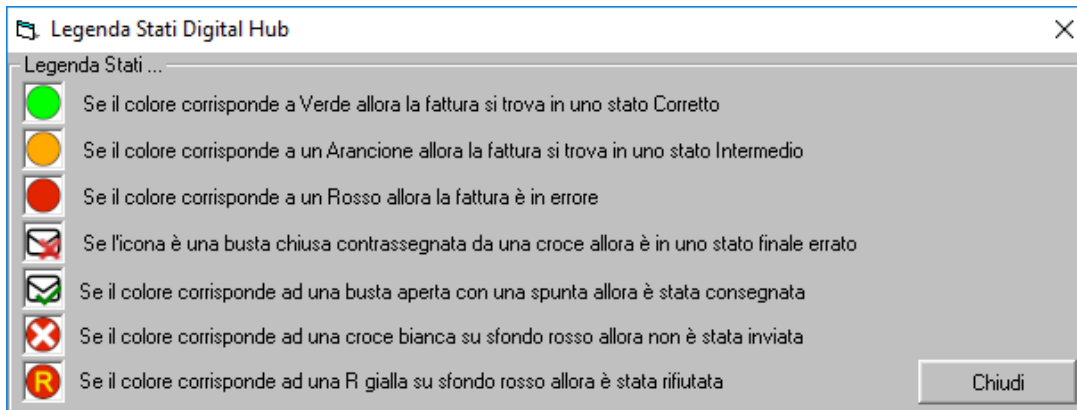 Legenda Stati Digital Hub
Legenda Stati ...
Se il colore corrisponde a Verde allora la fattura si trova in uno stato Corretto
Se il colore corrisponde a un Arancione allora la fattura si trova in uno stato Intermedio
Se il colore corrisponde a un Rosso allora la fattura è in errore
Se l'icona è una busta chiusa contrassegnata da una croce allora è in uno stato finale errato
Se il colore corrisponde ad una busta aperta con una spunta allora è stata consegnata
Se il colore corrisponde ad una croce bianca su sfondo rosso allora non è stata inviata
R Se il colore corrisponde ad una R gialla su sfondo rosso allora è stata rifiutata
Chiudi